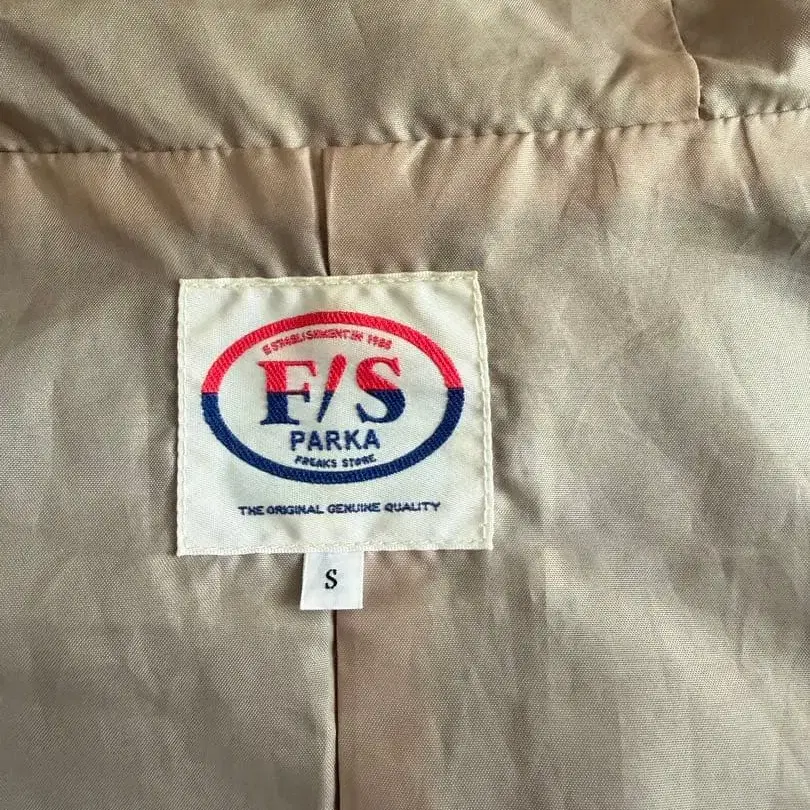 ESTABLISHMENT IN 1986
F/S
PARKA
FREAKS STORE
THE ORIGINAL GENUINE QUALITY
S